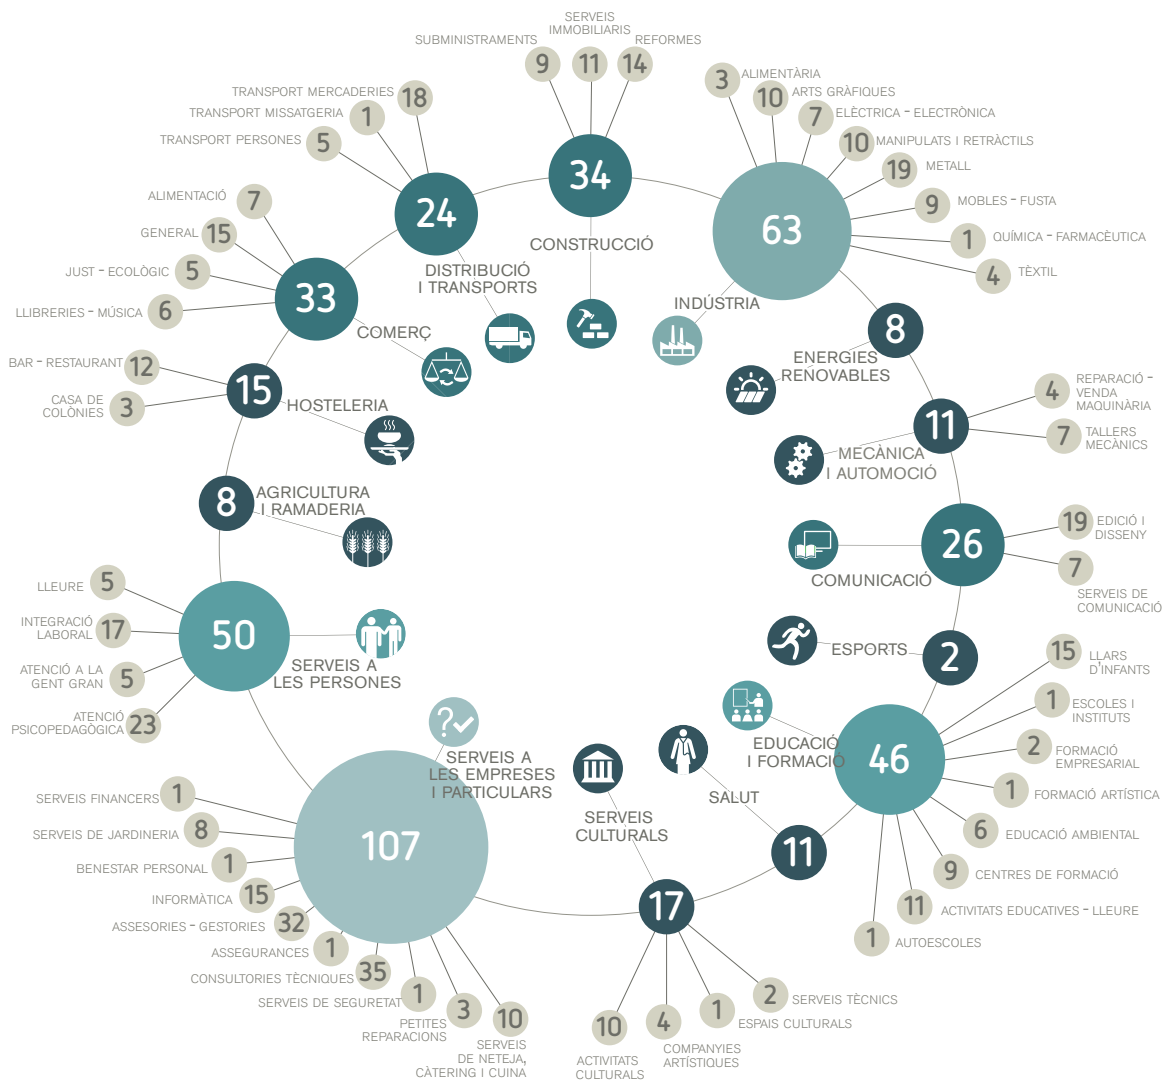 SUBMINISTRAMENTS
9
SERVEIS
IMMOBILIARIS
11
REFORMES
14
34
CONSTRUCCIÓ
3
ALIMENTÀRIA
10
ARTS GRÀFIQUES
7
ELÈCTRICA - ELECTRÒNICA
10
MANIPULATS I RETRÀCTILS
19
METALL
9
MOBLES - FUSTA
1
QUÍMICA - FARMACÈUTICA
4
TÈXTIL
63
INDÚSTRIA
8
ENERGIES
RENOVABLES
11
MECÀNICA
I AUTOMOCIÓ
4
REPARACIÓ -
VENDA
MAQUINÀRIA
7
TALLERS
MECÀNICS
26
COMUNICACIÓ
19
EDICIÓ I
DISSENY
7
SERVEIS DE
COMUNICACIÓ
2
ESPORTS
46
EDUCACIÓ
I FORMACIÓ
15
LLARS
D'INFANTS
1
ESCOLES I
INSTITUTS
2
FORMACIÓ
EMPRESARIAL
1
FORMACIÓ ARTÍSTICA
6
EDUCACIÓ AMBIENTAL
9
CENTRES DE FORMACIÓ
11
ACTIVITATS EDUCATIVES - LLEURE
1
AUTOESCOLES
11
SALUT
17
SERVEIS
CULTURALS
2
SERVEIS TÈCNICS
1
ESPAIS CULTURALS
4
COMPANYIES
ARTÍSTIQUES
10
ACTIVITATS
CULTURALS
107
?
SERVEIS A
LES EMPRESES
I PARTICULARS
SERVEIS FINANCERS
1
SERVEIS DE JARDINERIA
8
BENESTAR PERSONAL
1
INFORMÀTICA
15
ASSESORIES - GESTORIES
32
ASSEGURANCES
1
CONSULTORIES TÈCNIQUES
35
SERVEIS DE SEGURETAT
1
PETITES
REPARACIONS
3
10
SERVEIS
DE NETEJA,
CÀTERING I CUINA
50
SERVEIS A
LES PERSONES
LLEURE
5
INTEGRACIÓ
LABORAL
17
ATENCIÓ A LA
GENT GRAN
5
ATENCIÓ
PSICOPEDAGÒGICA
23
8
AGRICULTURA
I RAMADERIA
15
HOSTELERIA
BAR - RESTAURANT
12
CASA DE
COLÒNIES
3
33
COMERÇ
ALIMENTACIÓ
7
GENERAL
15
JUST - ECOLÒGIC
5
LLIBRERIES - MÚSICA
6
24
DISTRIBUCIÓ
I TRANSPORTS
TRANSPORT MERCADERIES
18
TRANSPORT MISSATGERIA
1
TRANSPORT PERSONES
5